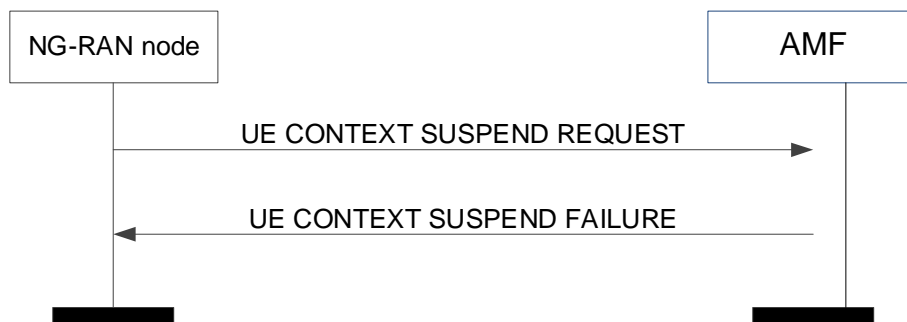 NG-RAN node
AMF
UE CONTEXT SUSPEND REQUEST
UE CONTEXT SUSPEND FAILURE